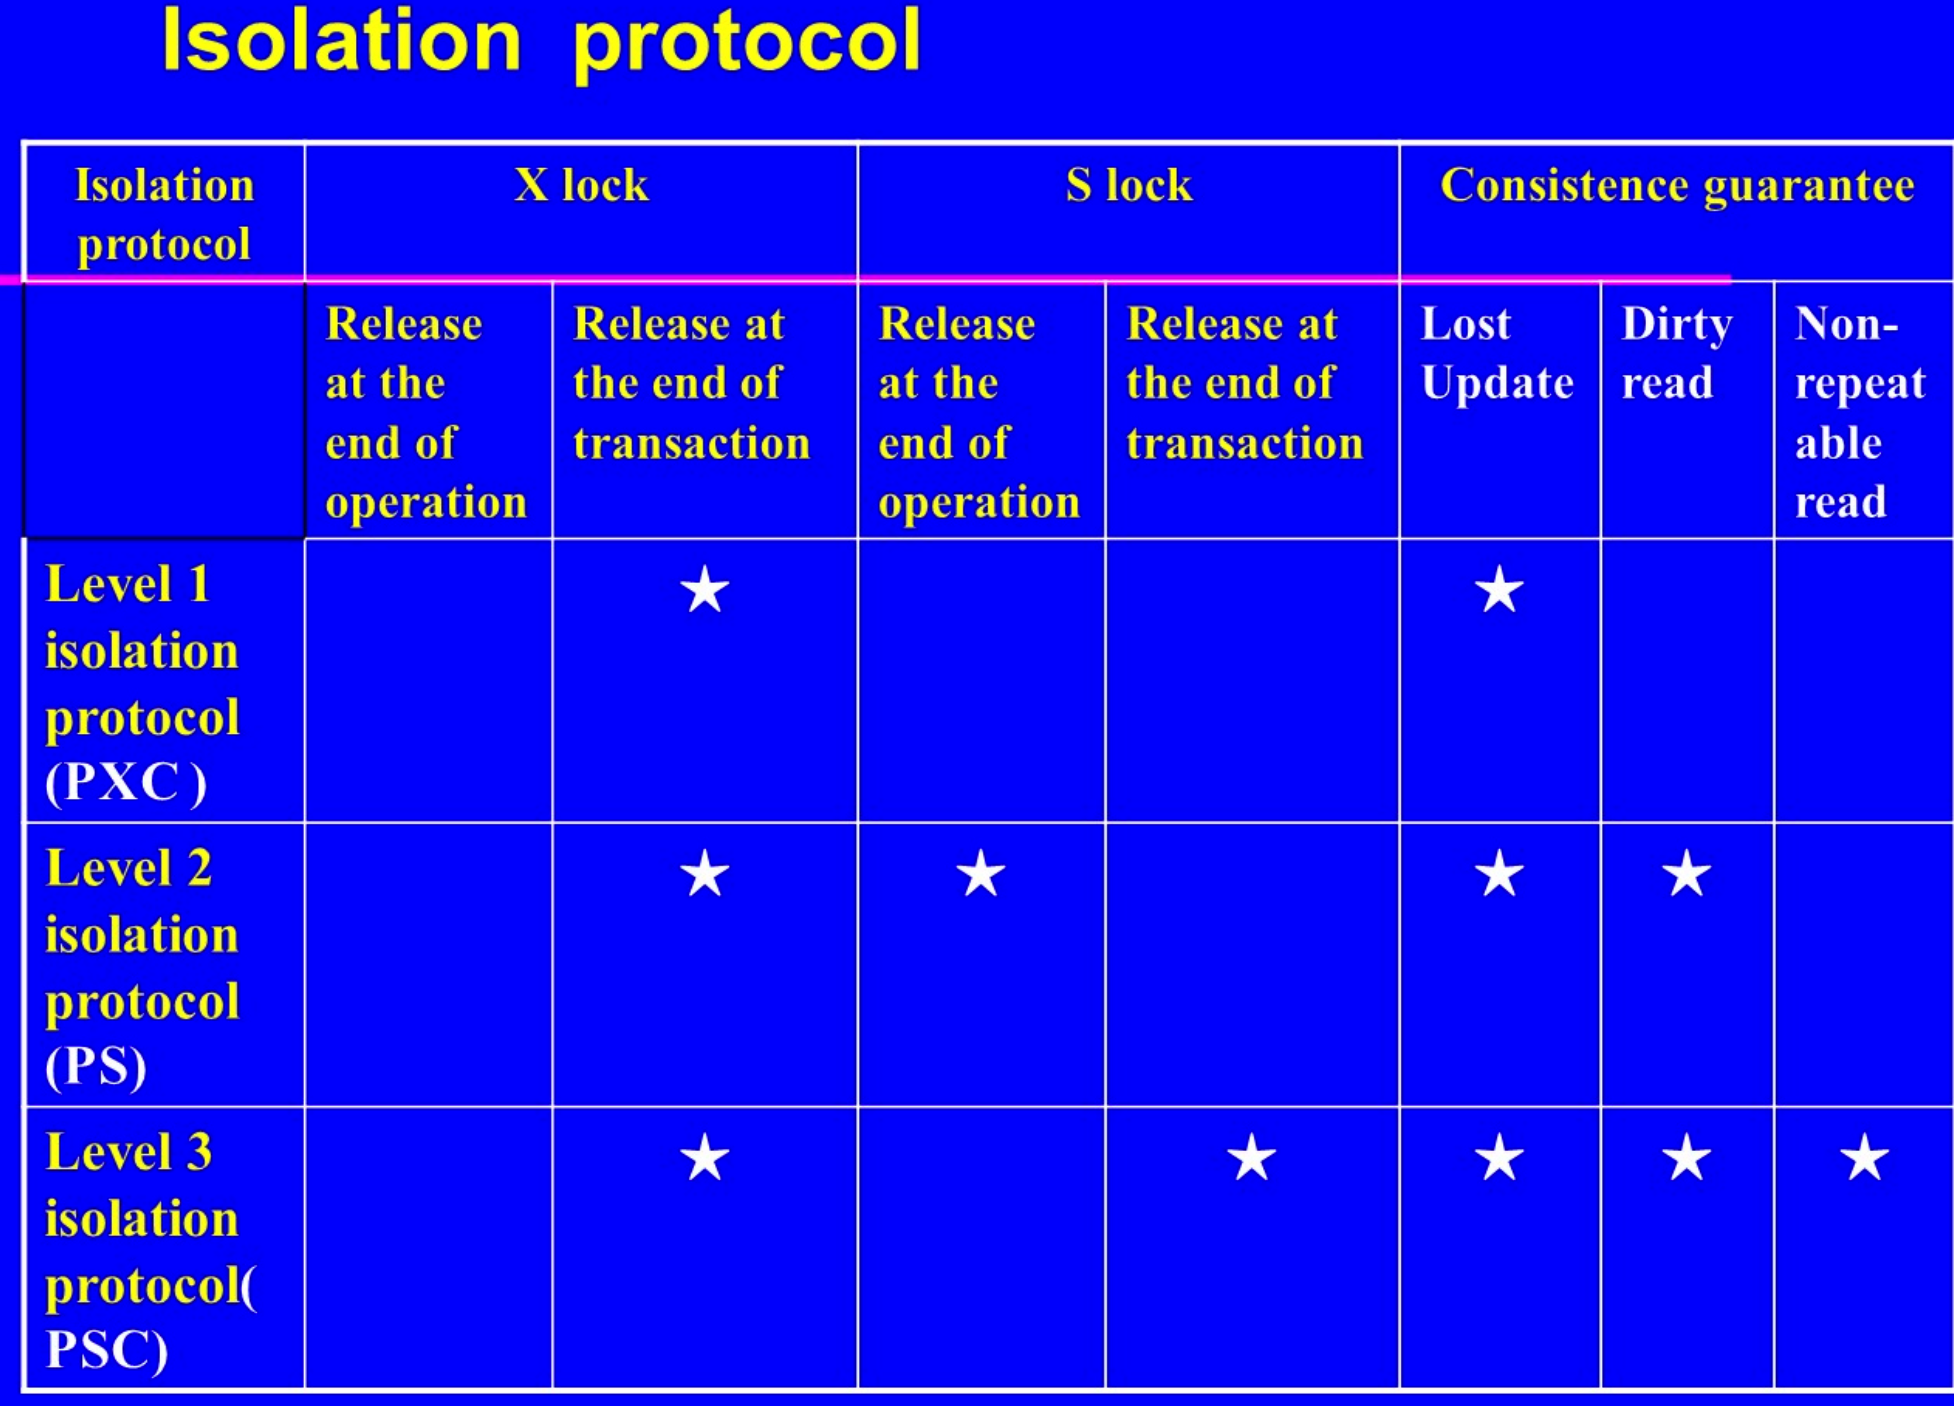 Isolation protocol
Isolation
protocol
X lock
S lock
Consistence guarantee
Release
at the
end of
operation
Release at
the end of
transaction
Release
at the
end of
operation
Release at
the end of
transaction
Lost
Update
Dirty
read
Non-
repeat
able
read
Level 1
isolation
protocol
(PXC )
★
★
Level 2
isolation
protocol
(PS)
★
★
★
★
Level 3
isolation
protocol(
PSC)
★
★
★
★
★